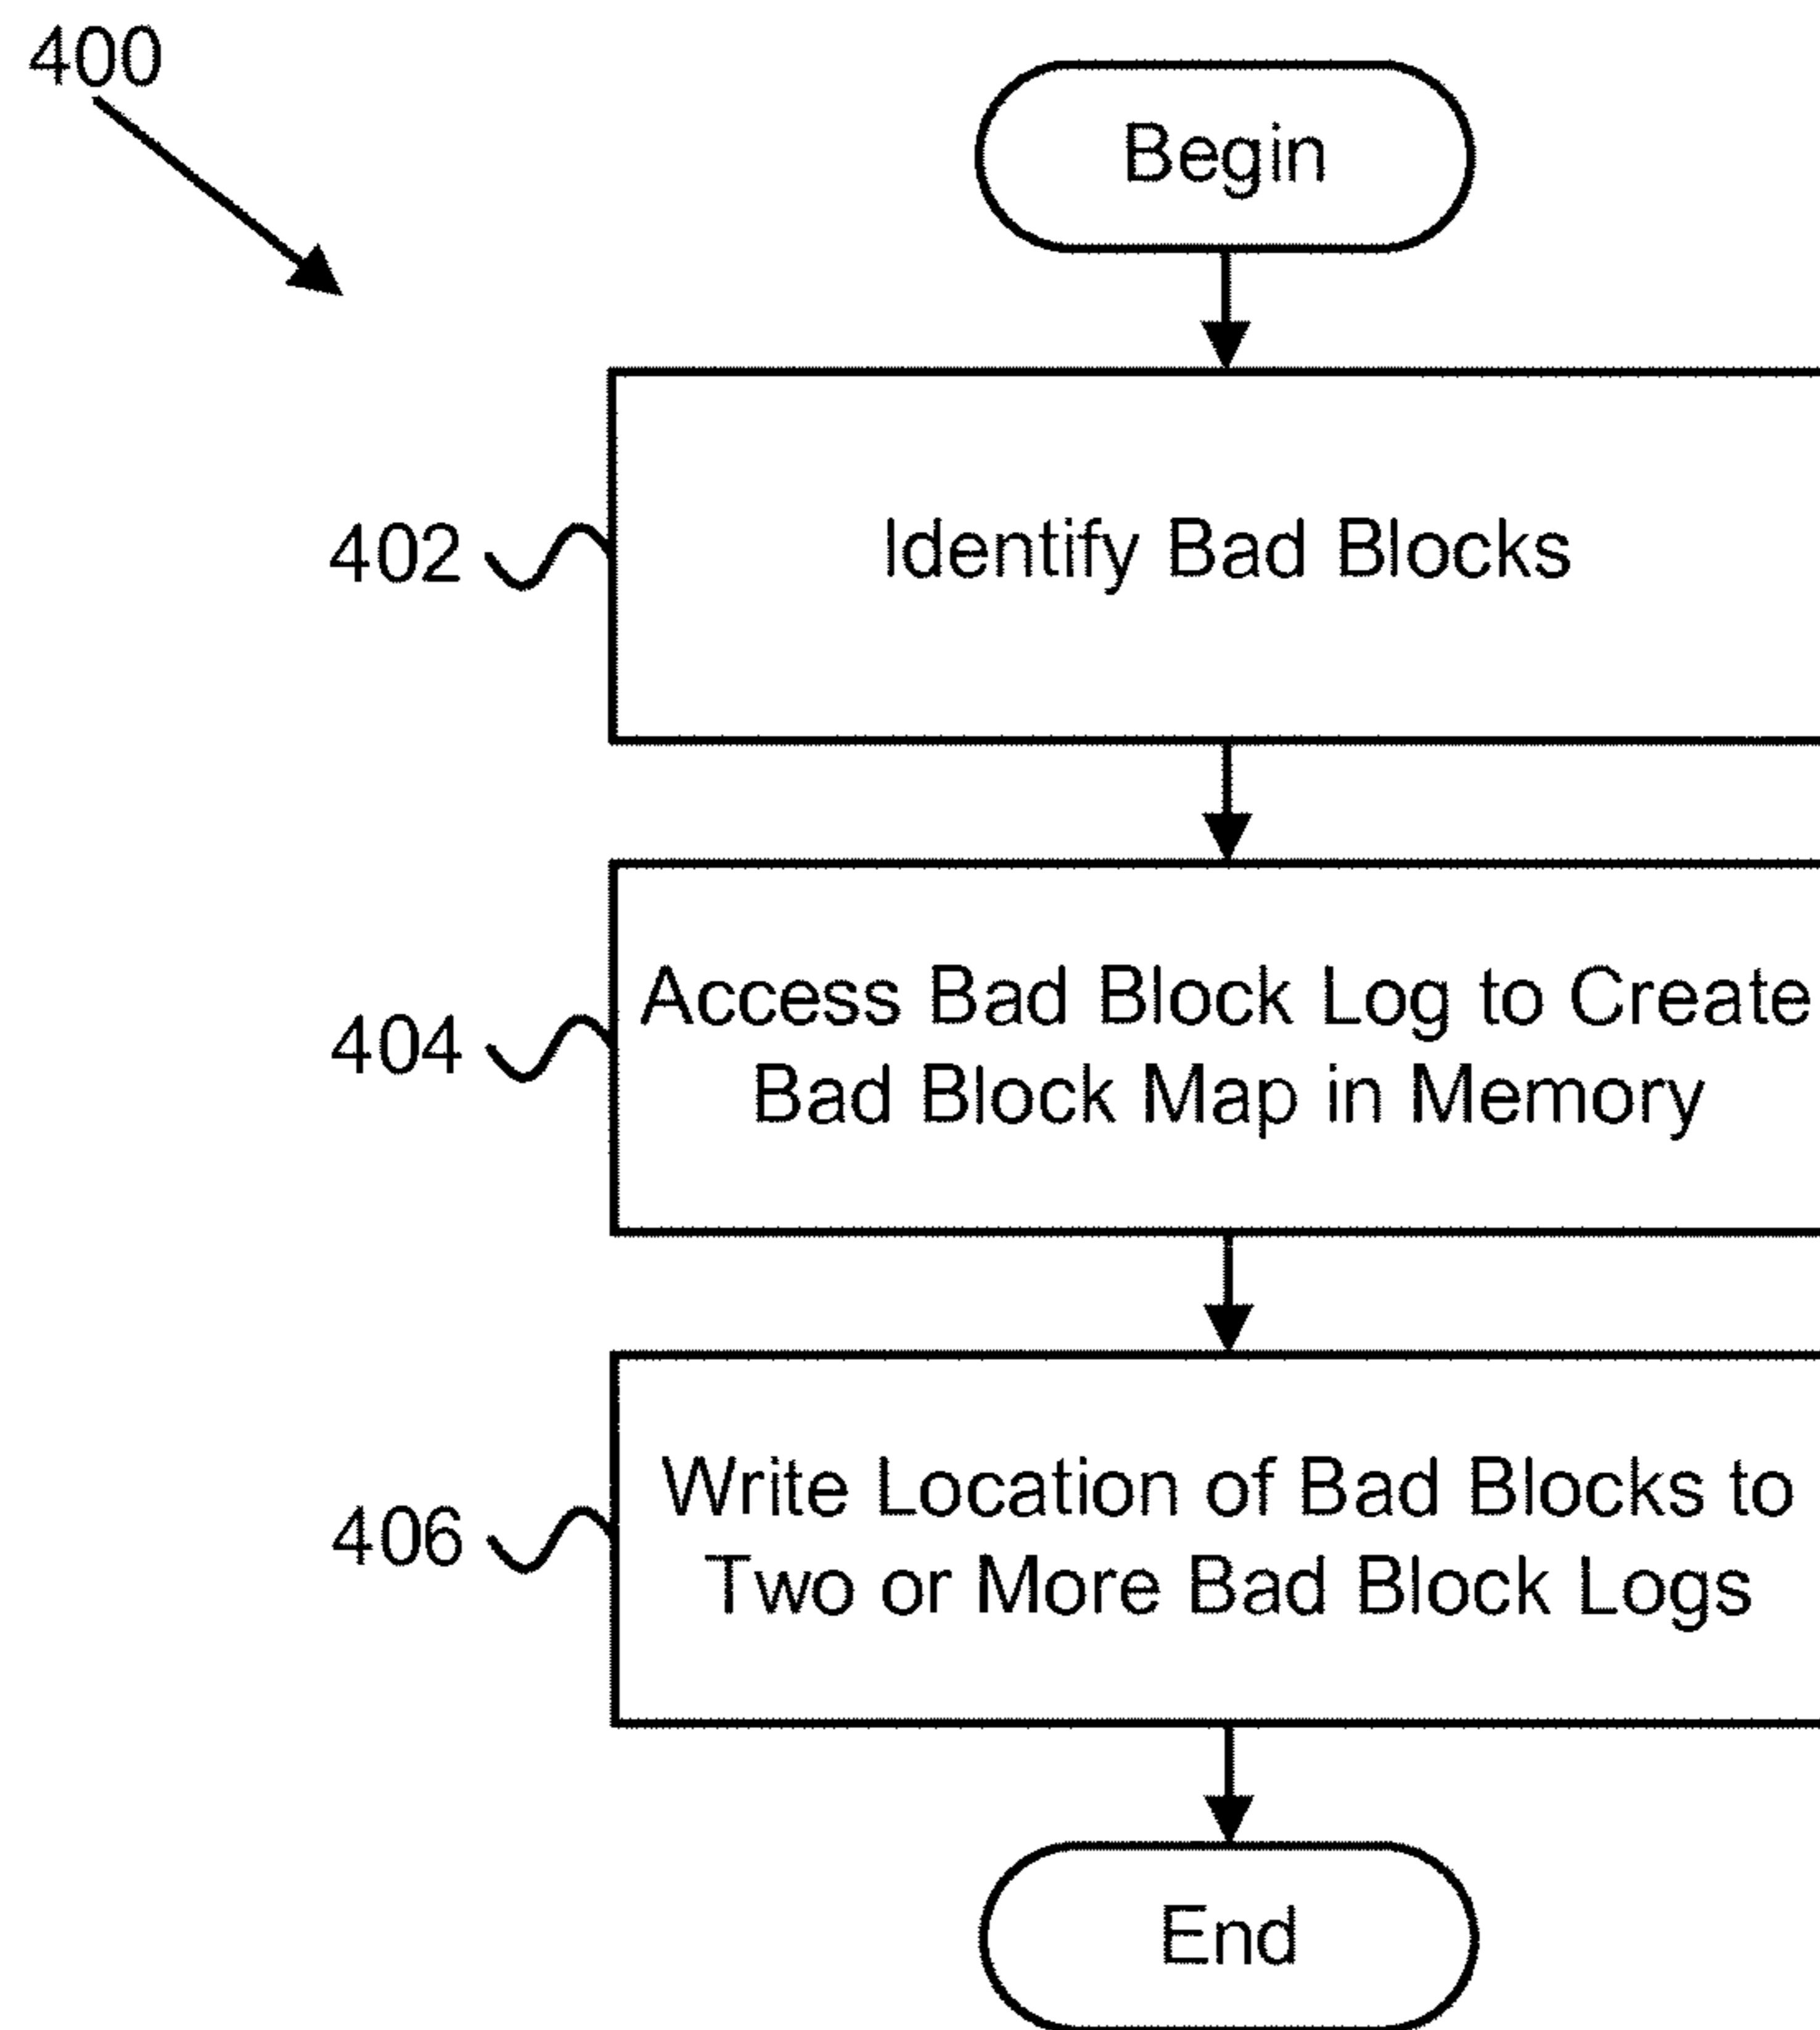 400
Begin
402
Identify Bad Blocks
404
Access Bad Block Log to Create
Bad Block Map in Memory
406
Write Location of Bad Blocks to
Two or More Bad Block Logs
End